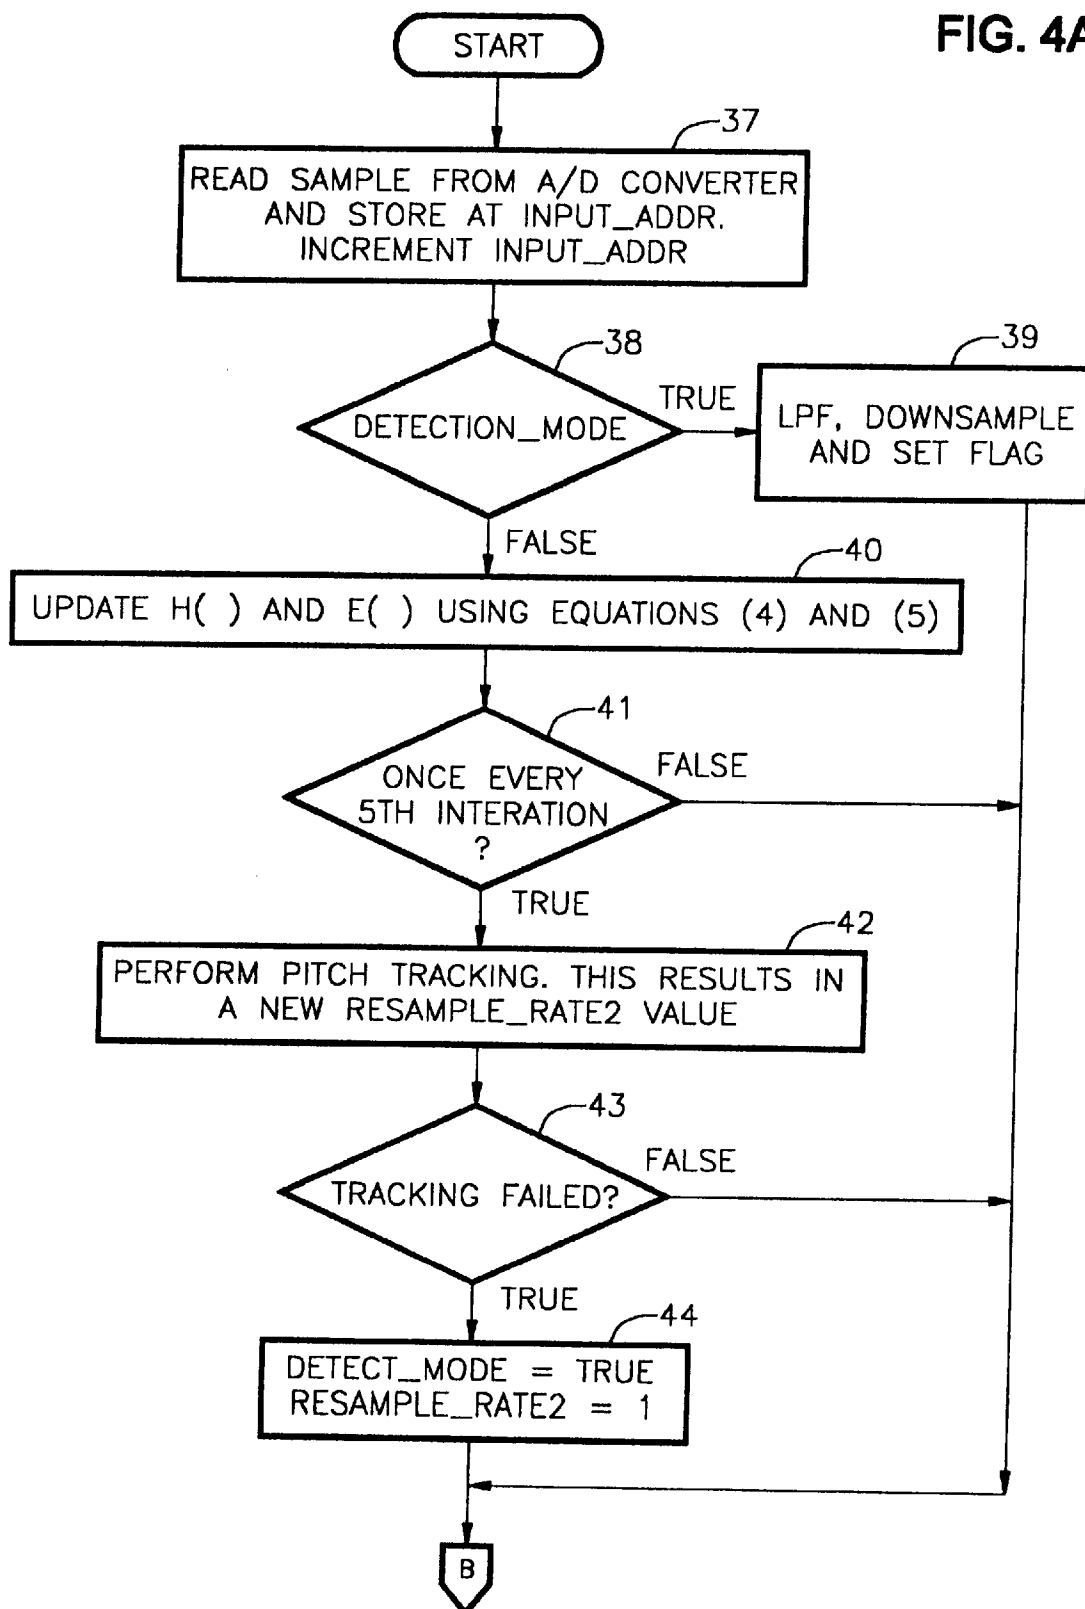 FIG. 4A
START
37
READ SAMPLE FROM A/D CONVERTER
AND STORE AT INPUT_ADDR.
INCREMENT INPUT_ADDR
38
DETECTION_MODE
TRUE
39
LPF, DOWNSAMPLE
AND SET FLAG
FALSE
40
UPDATE H( ) AND E( ) USING EQUATIONS (4) AND (5)
41
ONCE EVERY
5TH INTERATION
?
FALSE
TRUE
42
PERFORM PITCH TRACKING. THIS RESULTS IN
A NEW RESAMPLE_RATE2 VALUE
43
TRACKING FAILED?
FALSE
TRUE
44
DETECT_MODE = TRUE
RESAMPLE_RATE2 = 1
B